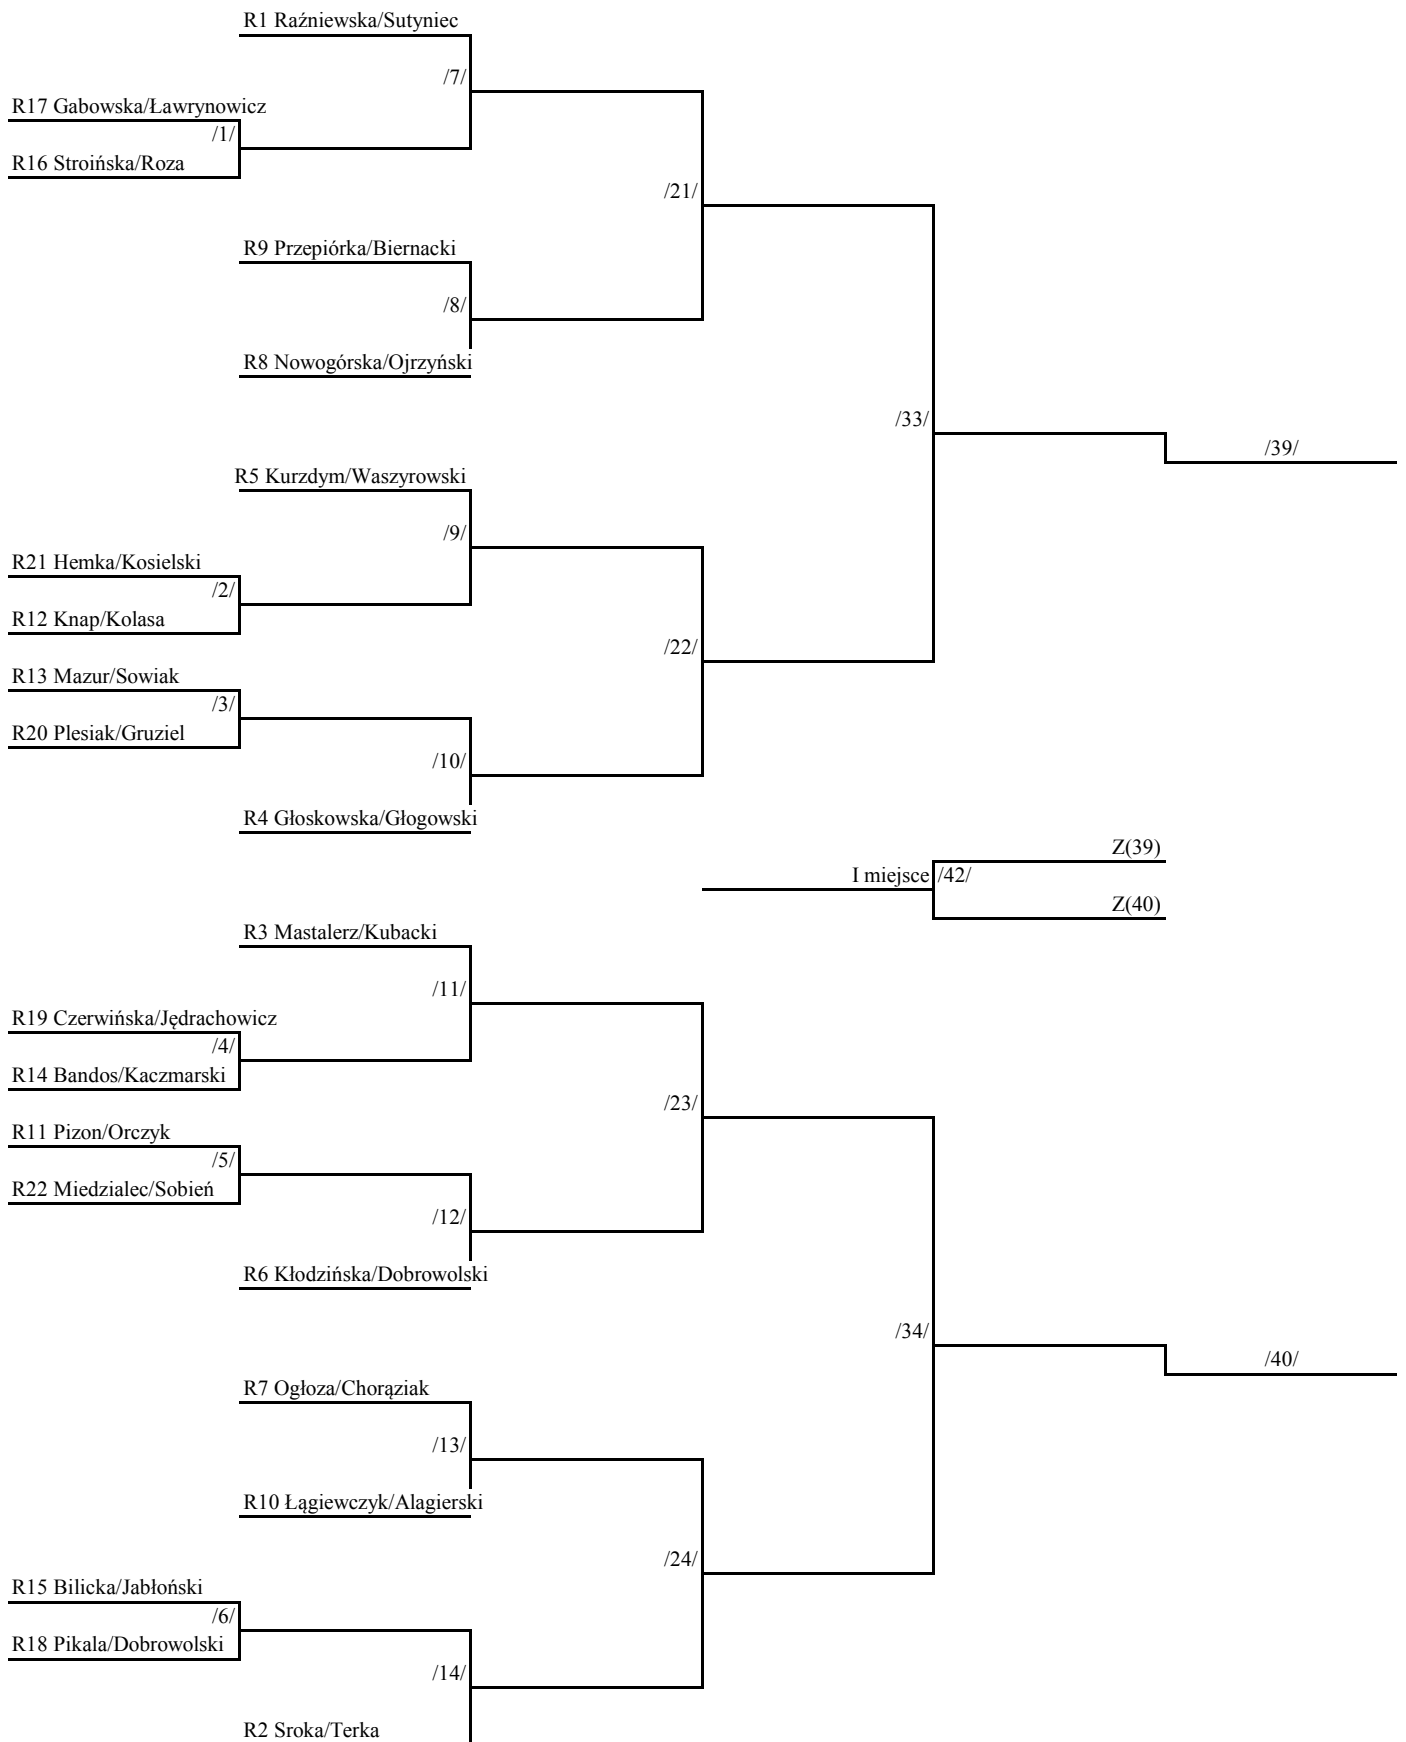 R1 Raźniewska/Sutyniec
/7/
R17 Gabowska/Ławrynowicz
/1/
R16 Stroińska/Roza
/21/
R9 Przepiórka/Biernacki
/8/
R8 Nowogórska/Ojrzyński
/33/
/39/
R5 Kurzdym/Waszyrowski
/9/
R21 Hemka/Kosielski
/2/
R12 Knap/Kolasa
/22/
R13 Mazur/Sowiak
/3/
R20 Plesiak/Gruziel
/10/
R4 Głoskowska/Głogowski
Z(39)
I miejsce /42/
Z(40)
R3 Mastalerz/Kubacki
/11/
R19 Czerwińska/Jędrachowicz
/4/
R14 Bandos/Kaczmarski
/23/
R11 Pizon/Orczyk
/5/
R22 Miedzialec/Sobień
/12/
R6 Kłodzińska/Dobrowolski
/34/
/40/
R7 Ogłoza/Chorąziak
/13/
R10 Łągiewczyk/Alagierski
/24/
R15 Bilicka/Jabłoński
/6/
R18 Pikala/Dobrowolski
/14/
R2 Sroka/Terka